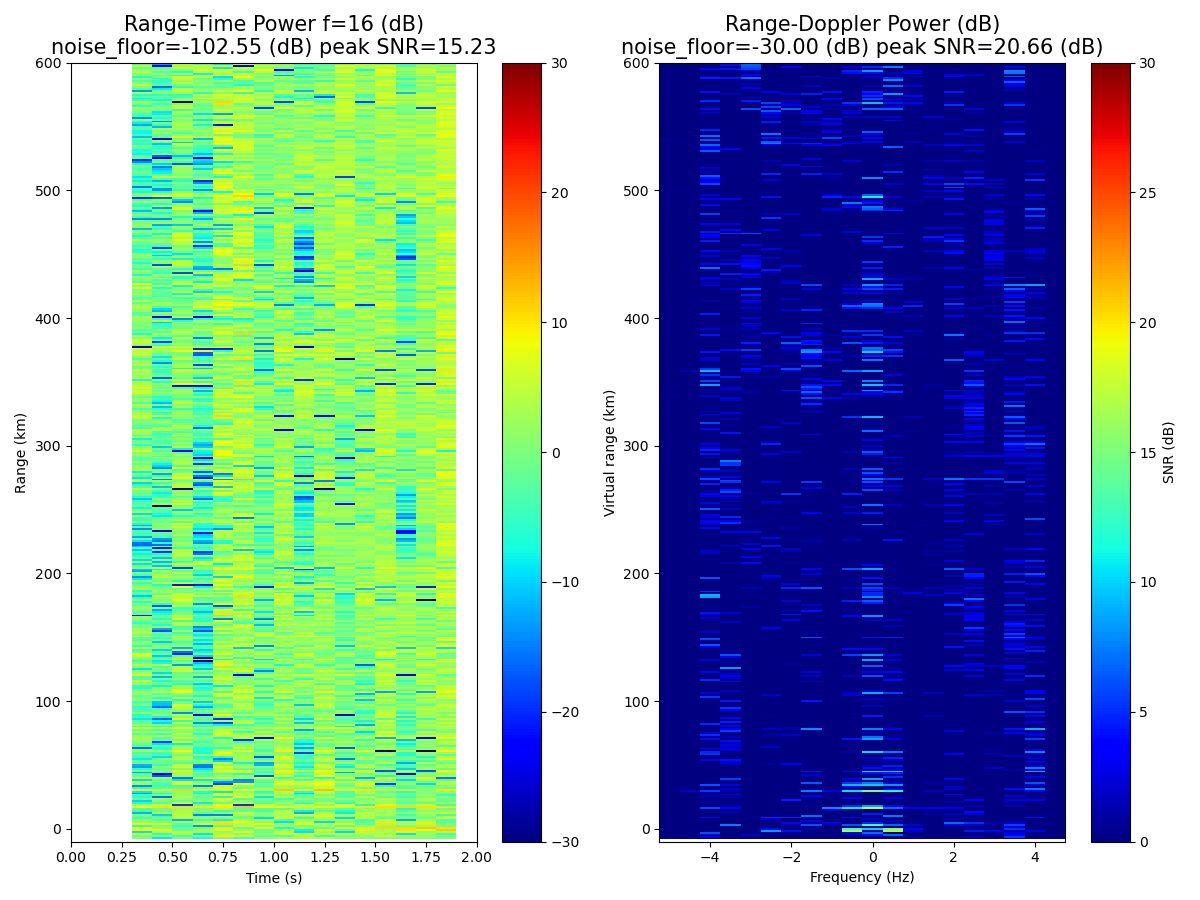 Range-Time Power f=16 (dB)
noise_floor=-102.55 (dB) peak SNR=15.23
Range-Doppler Power (dB)
noise_floor=-30.00 (dB) peak SNR=20.66 (dB)
600
500
400
300
200
100
0
Range (km)
0.00 0.25 0.50 0.75 1.00 1.25 1.50 1.75 2.00
Time (s)
30
20
10
0
−10
−20
−30
600
500
400
300
200
100
0
Virtual range (km)
−4 −2 0 2 4
Frequency (Hz)
30
25
20
15
10
5
0
SNR (dB)